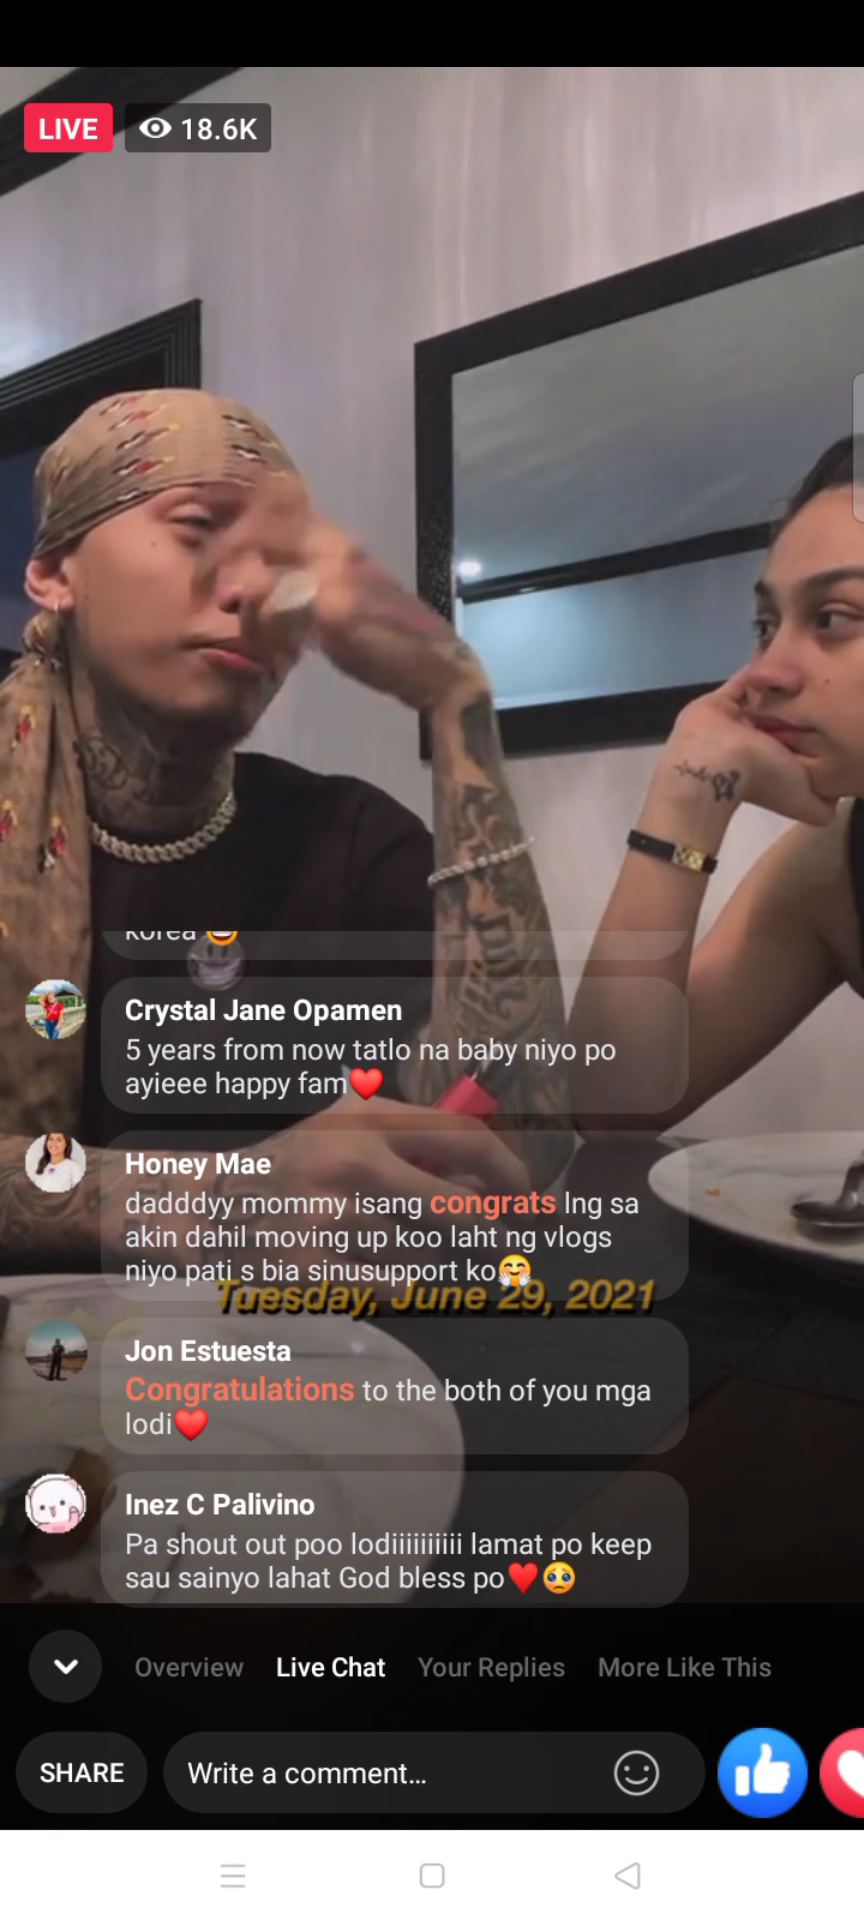 LIVE
18.6K
korea 😄
Crystal Jane Opamen
5 years from now tatlo na baby niyo po
ayieee happy fam❤️
Honey Mae
dadddyy mommy isang congrats lng sa
akin dahil moving up koo laht ng vlogs
niyo pati s bia sinusupport ko🤗
Tuesday, June 29, 2021
Jon Estuesta
Congratulations to the both of you mga
lodi❤️
Inez C Palivino
Pa shout out poo lodiiiiiiiiiii lamat po keep
sau sainyo lahat God bless po❤️🥺
Overview Live Chat Your Replies More Like This
SHARE Write a comment...